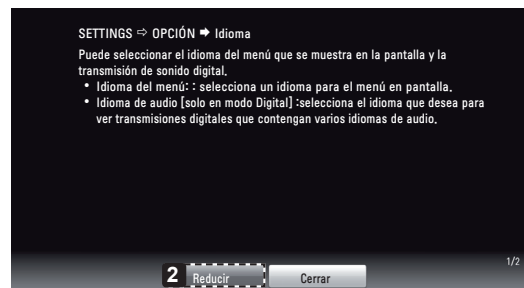 SETTINGS ⇨ OPCIÓN ➡ Idioma
Puede seleccionar el idioma del menú que se muestra en la pantalla y la
transmisión de sonido digital.
• Idioma del menú: : selecciona un idioma para el menú en pantalla.
• Idioma de audio [solo en modo Digital] :selecciona el idioma que desea para
ver transmisiones digitales que contengan varios idiomas de audio.
1/2
2 Reducir Cerrar